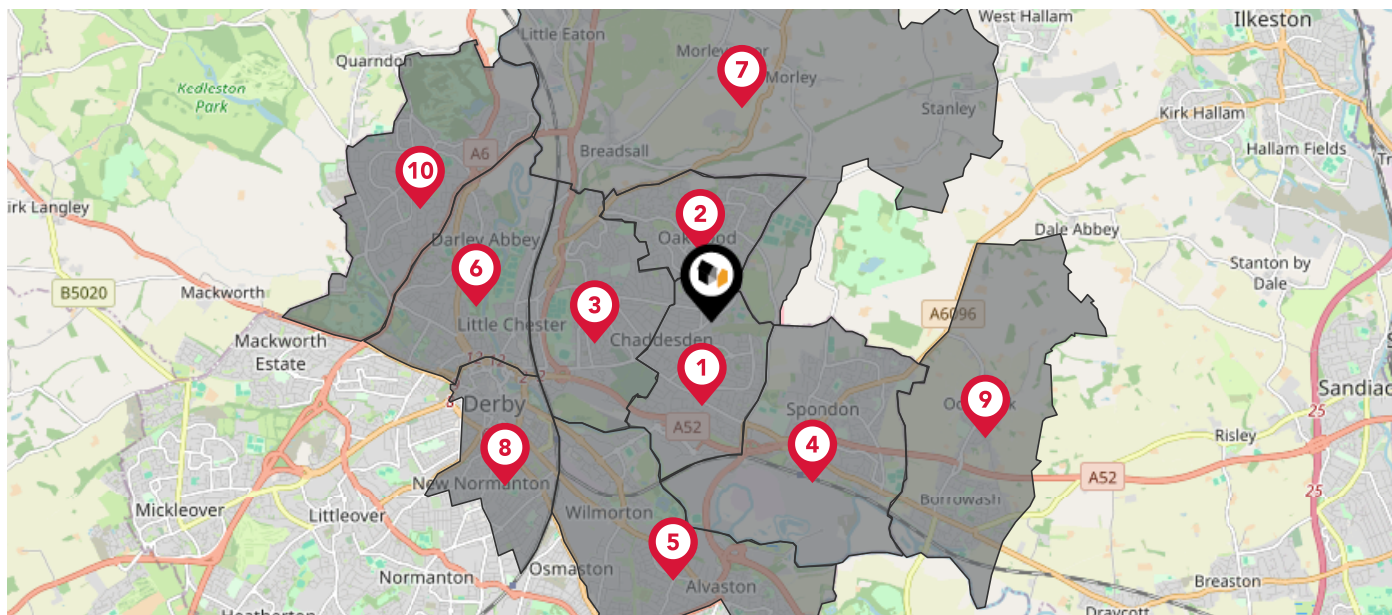 West Hallam
Ilkeston
Little Eaton
Quarndon
7
Morley
Kedleston
Park
Stanley
Kirk Hallam
Hallam Fields
Breadsall
A6
10
2
irk Langley
Dale Abbey
Darley Abbey
6
Stanton by
Dale
B5020
Mackworth
3
A6096
Little Chester
Chaddesden
Mackworth
Estate
1
9
Sandiac
Derby
Spondon
25
A52
Risley
8
4
A52
New Normanton
25
Mickleover
Littleover
Wilmorton
Borrowash
5
Osmaston
Normanton
Alvaston
Breaston
Heatherton
Draycott